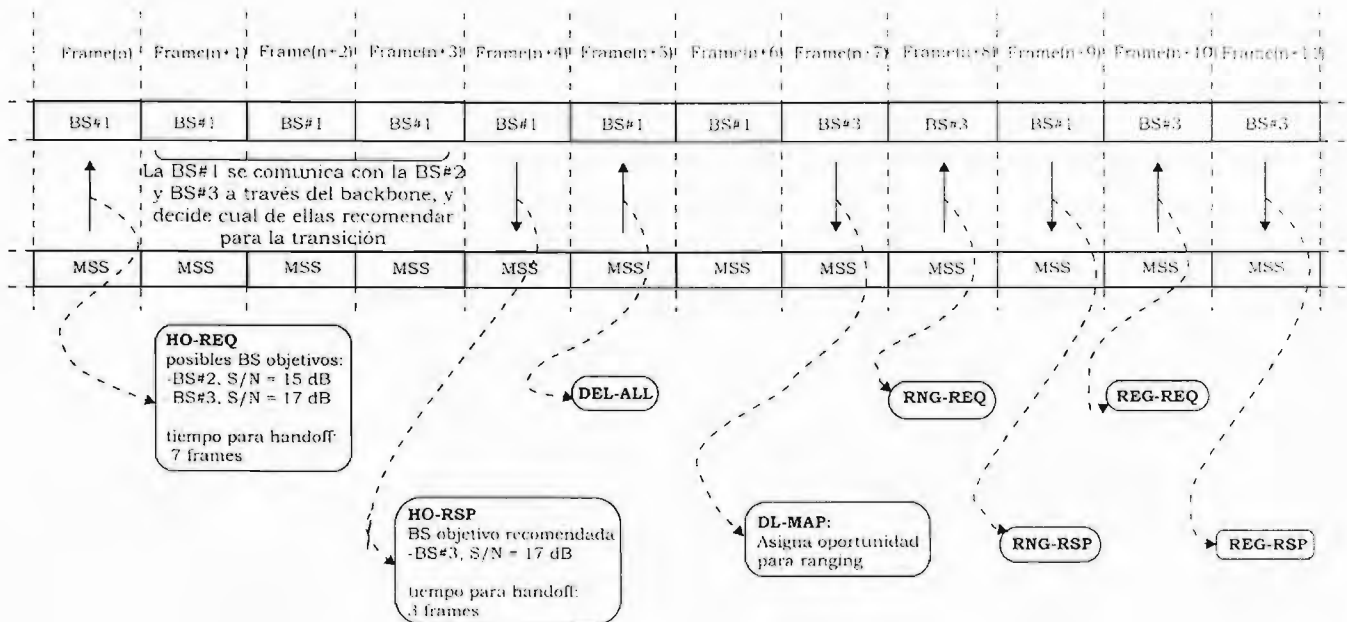 Frame(n) Frame(n+1) Frame(n+2) Frame(n+3) Frame(n+4) Frame(n+5) Frame(n+6) Frame(n+7) Frame(n+8) Frame(n+9) Frame(n+10) Frame(n+11)
BS#1 BS#1 BS#1 BS#1 BS#1 BS#1 BS#1 BS#3 BS#3 BS#1 BS#3 BS#3
La BS#1 se comunica con la BS#2
y BS#3 a través del backbone, y
decide cual de ellas recomendar
para la transición
MSS MSS MSS MSS MSS MSS MSS MSS MSS MSS MSS MSS
HO-REQ
posibles BS objetivos:
-BS#2, S/N = 15 dB
-BS#3, S/N = 17 dB
tiempo para handoff:
7 frames
DEL-ALL
RNG-REQ
REG-REQ
HO-RSP
BS objetivo recomendada
-BS#3, S/N = 17 dB
tiempo para handoff:
3 frames
DL-MAP:
Asigna oportunidad
para ranging
RNG-RSP
REG-RSP